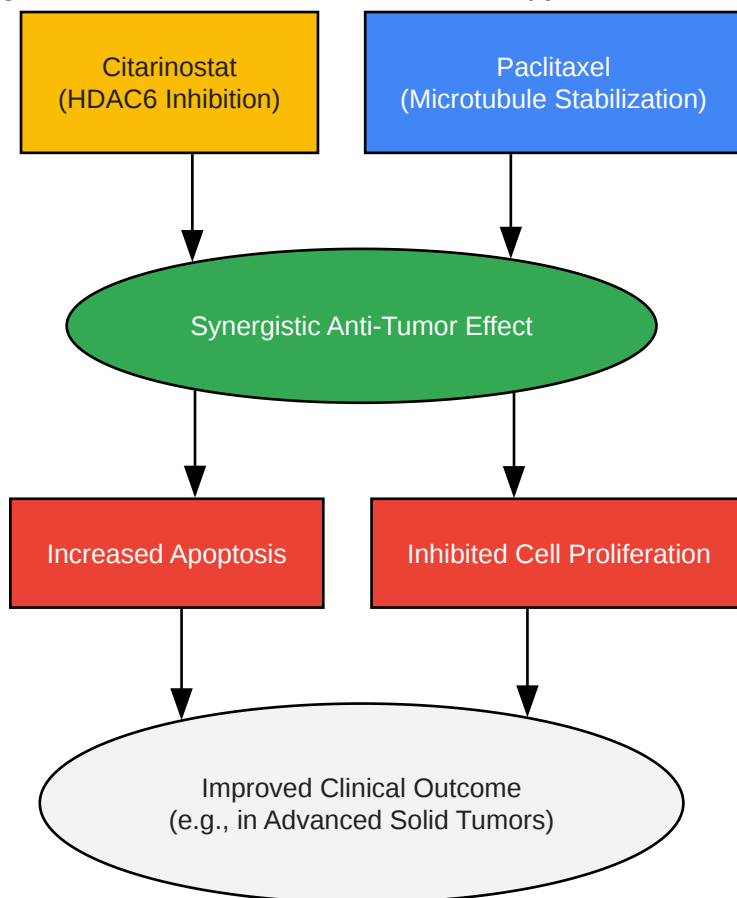 Citarinostat
(HDAC6 Inhibition)
Paclitaxel
(Microtubule Stabilization)
Synergistic Anti-Tumor Effect
Increased Apoptosis
Inhibited Cell Proliferation
Improved Clinical Outcome
(e.g., in Advanced Solid Tumors)